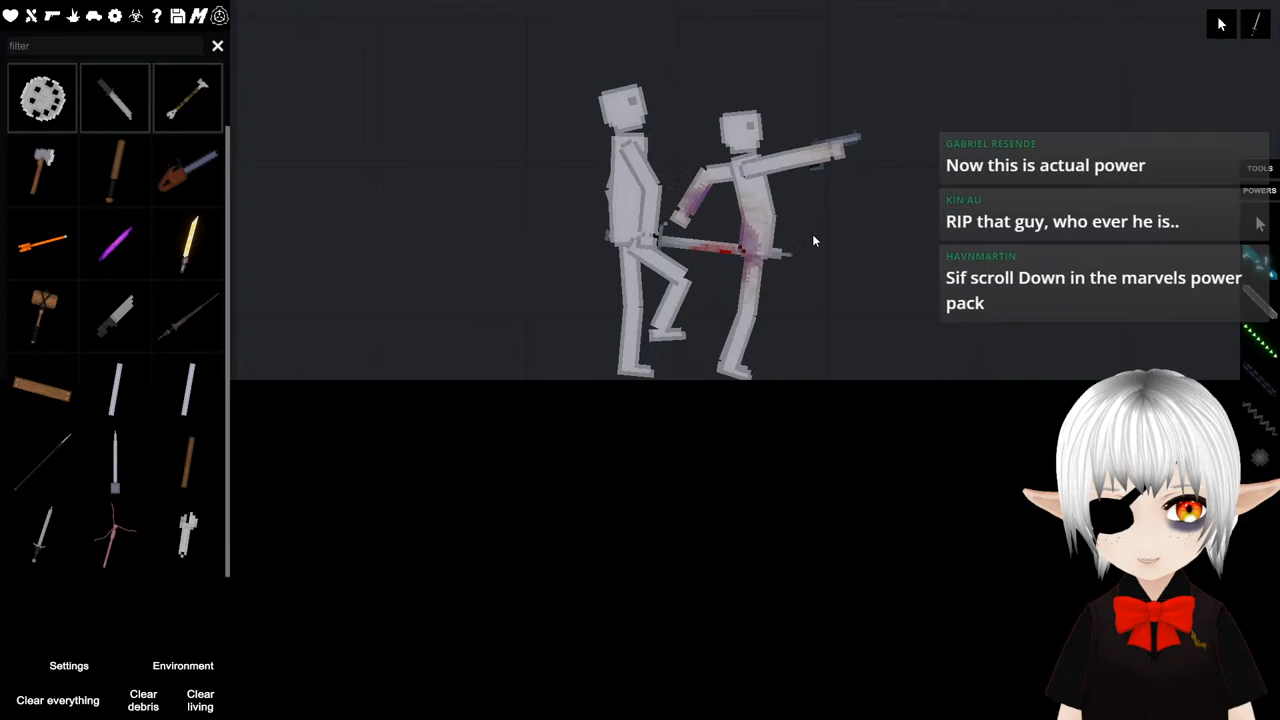 filter
GABRIEL RESENDE
Now this is actual power
TOOLS
POWERS
KIN AU
RIP that guy, who ever he is..
HAVNMARTIN
Sif scroll Down in the marvels power
pack
Settings
Environment
Clear everything
Clear
debris
Clear
living